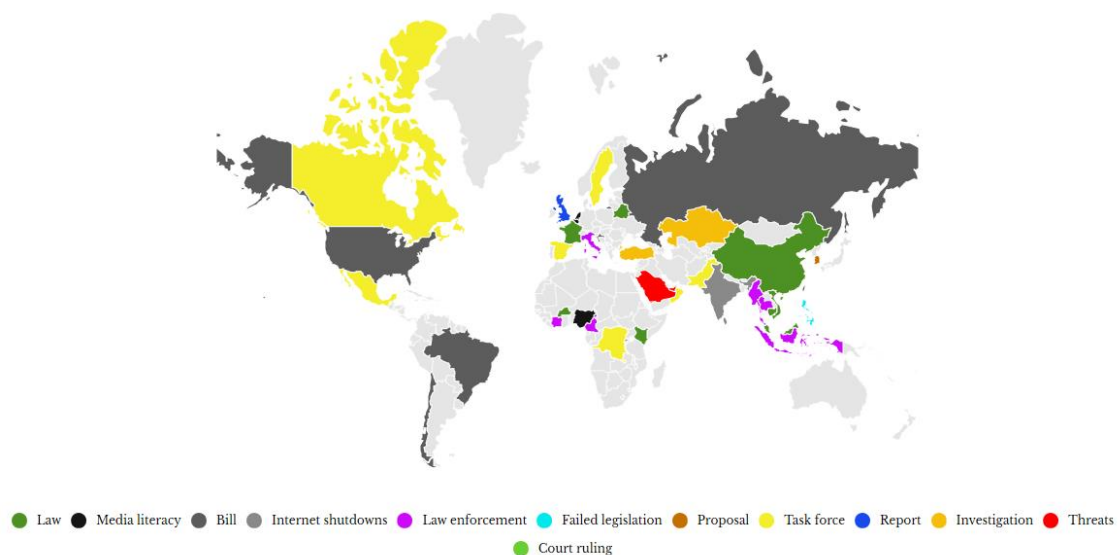 Law Media literacy Bill Internet shutdowns Law enforcement Failed legislation Proposal Task force Report Investigation Threats
Court ruling